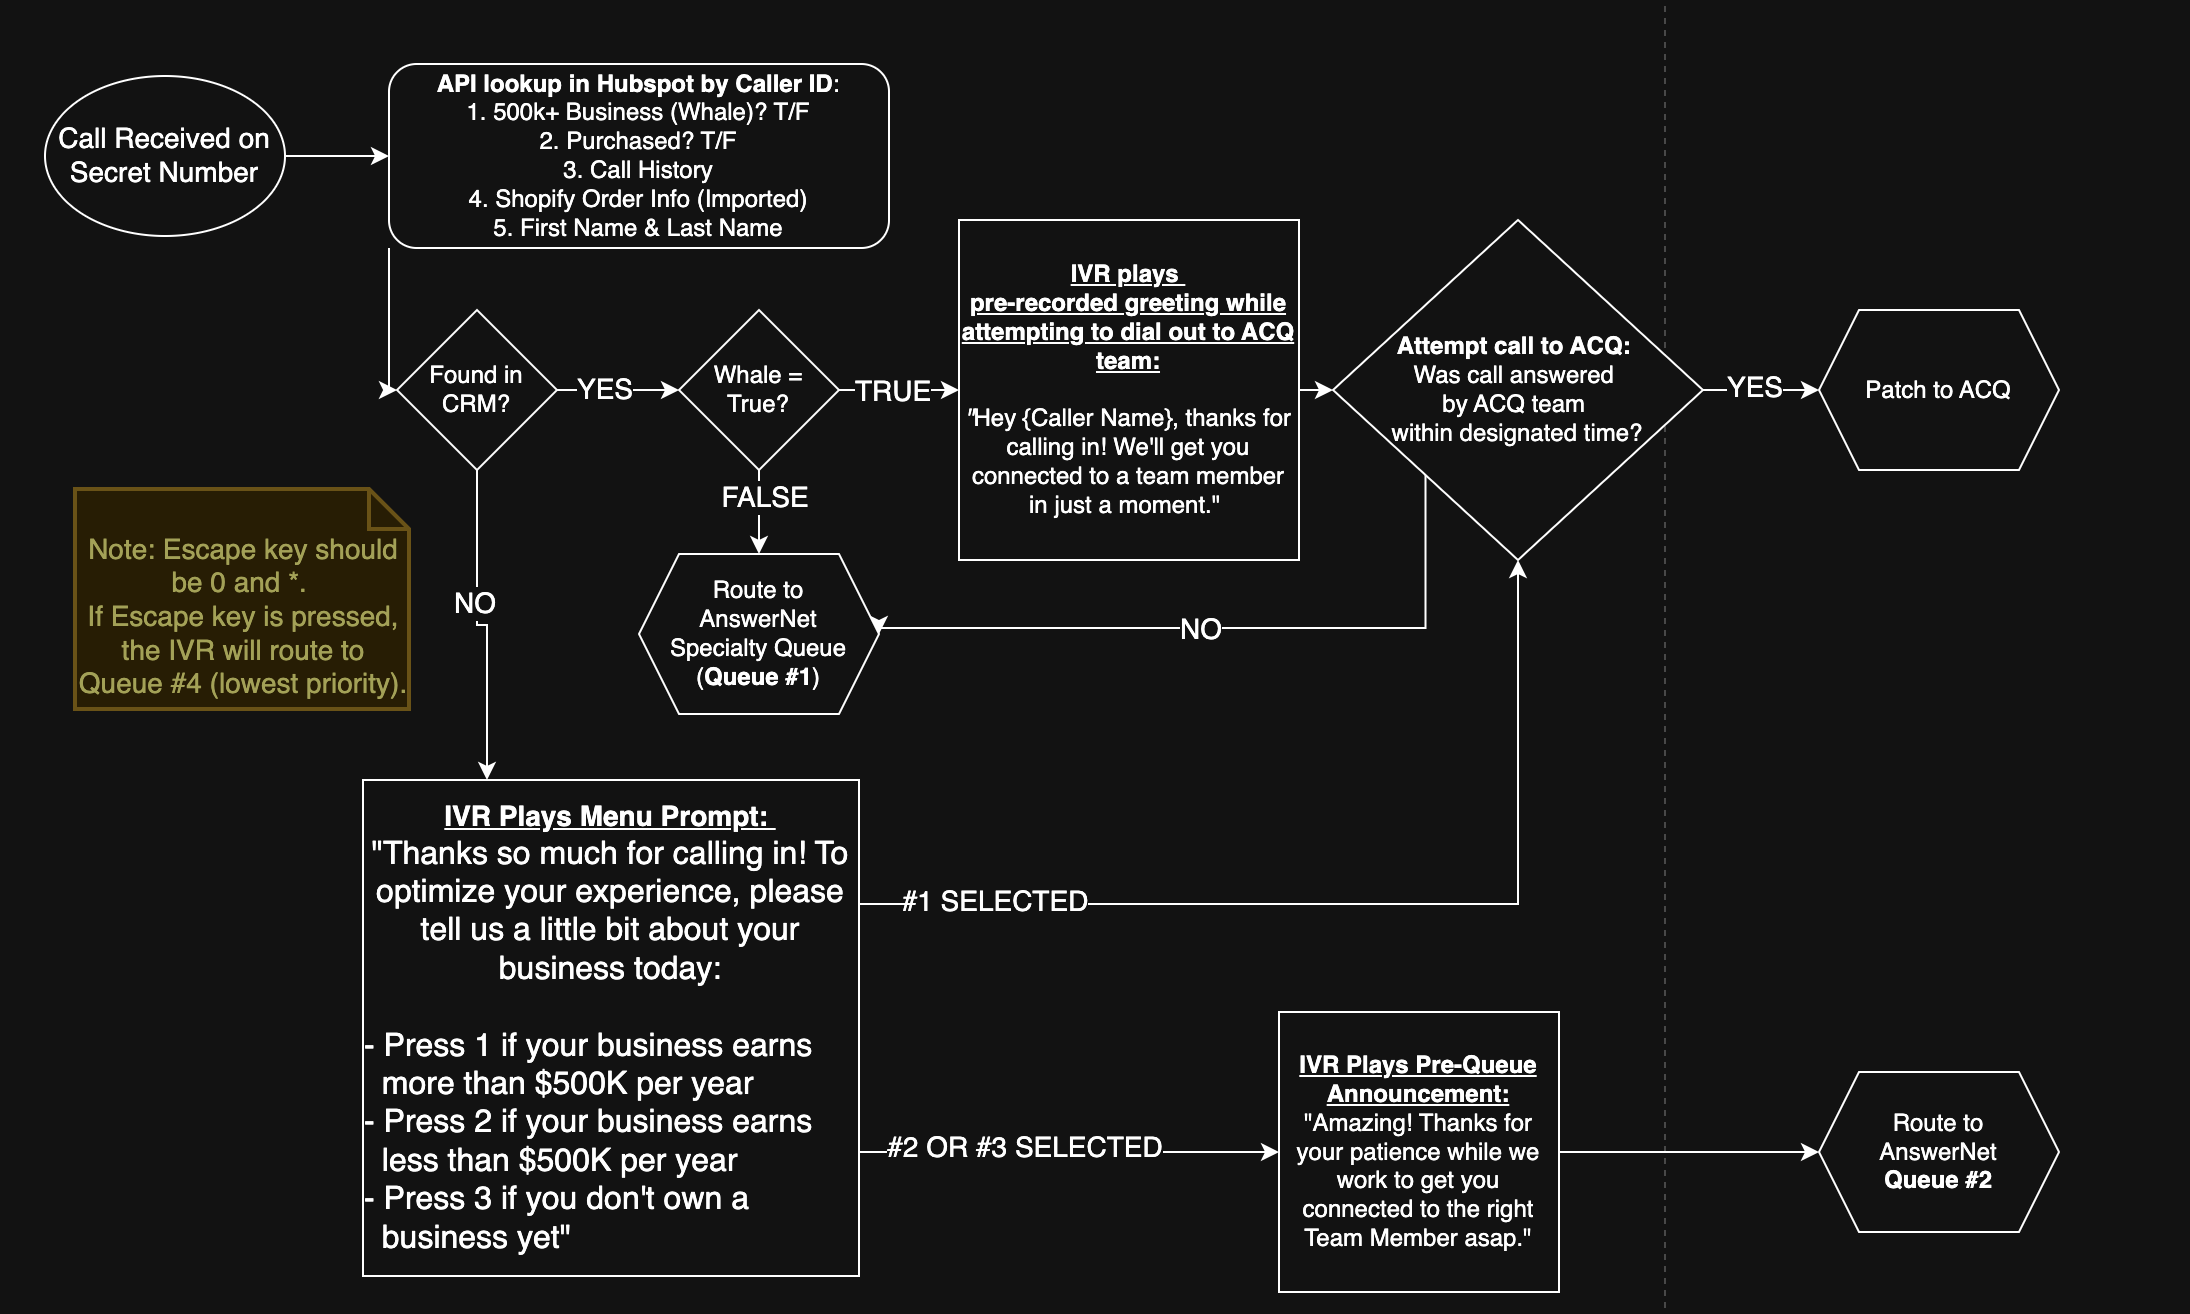 Call Received on
Secret Number
API lookup in Hubspot by Caller ID:
1. 500k+ Business (Whale)? T/F
2. Purchased? T/F
3. Call History
4. Shopify Order Info (Imported)
5. First Name & Last Name
Found in
CRM?
YES
Whale =
True?
TRUE
IVR plays
pre-recorded greeting while
attempting to dial out to ACQ
team:
"Hey {Caller Name}, thanks for
calling in! We'll get you
connected to a team member
in just a moment."
Attempt call to ACQ:
Was call answered
by ACQ team
within designated time?
YES
Patch to ACQ
FALSE
Route to
AnswerNet
Specialty Queue
(Queue #1)
NO
NO
Note: Escape key should
be 0 and *.
If Escape key is pressed,
the IVR will route to
Queue #4 (lowest priority).
IVR Plays Menu Prompt:
"Thanks so much for calling in! To
optimize your experience, please
tell us a little bit about your
business today:
- Press 1 if your business earns
more than $500K per year
- Press 2 if your business earns
less than $500K per year
- Press 3 if you don't own a
business yet"
#1 SELECTED
#2 OR #3 SELECTED
IVR Plays Pre-Queue
Announcement:
"Amazing! Thanks for
your patience while we
work to get you
connected to the right
Team Member asap."
Route to
AnswerNet
Queue #2